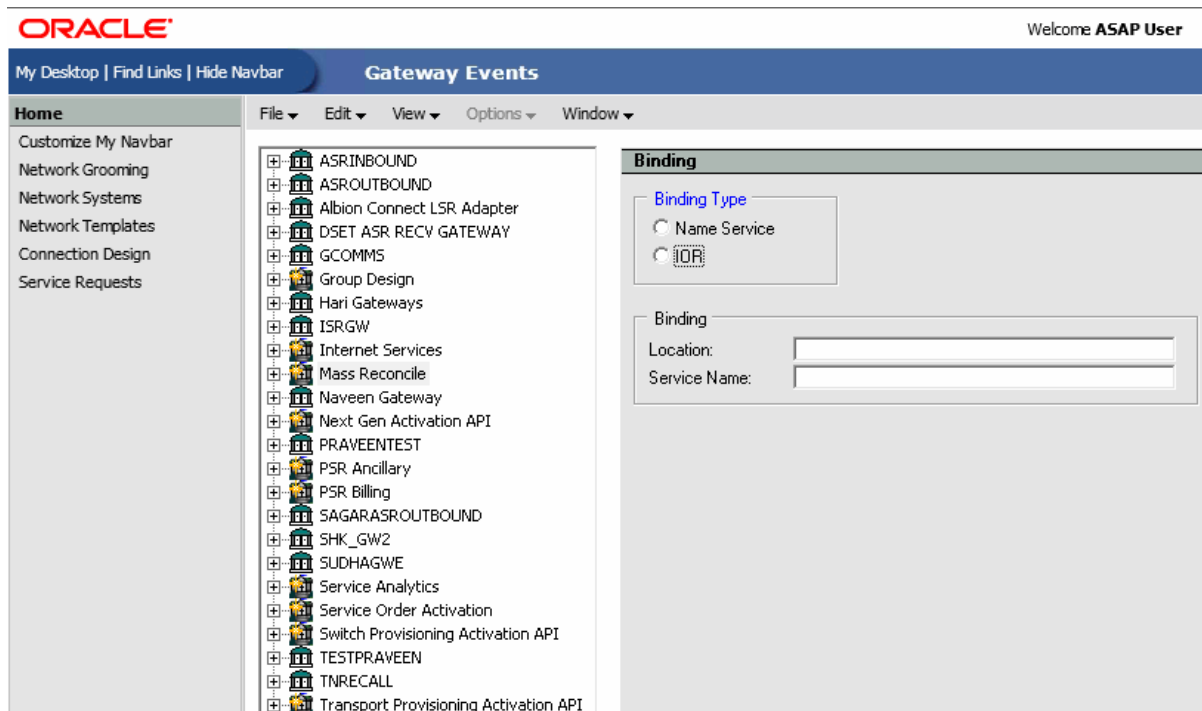 ORACLE
Welcome ASAP User
My Desktop | Find Links | Hide Navbar
Gateway Events
Home
Customize My Navbar
Network Grooming
Network Systems
Network Templates
Connection Design
Service Requests
File Edit View Options Window
ASRINBOUND
ASROUTBOUND
Albion Connect LSR Adapter
DSET ASR RECV GATEWAY
GCOMMS
Group Design
Hari Gateways
ISRGW
Internet Services
Mass Reconcile
Naveen Gateway
Next Gen Activation API
PRAVEENTEST
PSR Ancillary
PSR Billing
SAGARASROUTBOUND
SHK_GW2
SUDHAGWE
Service Analytics
Service Order Activation
Switch Provisioning Activation API
TESTPRAVEEN
TNRECALL
Transport Provisioning Activation API
Binding
Binding Type
Name Service
IOR
Binding
Location:
Service Name: